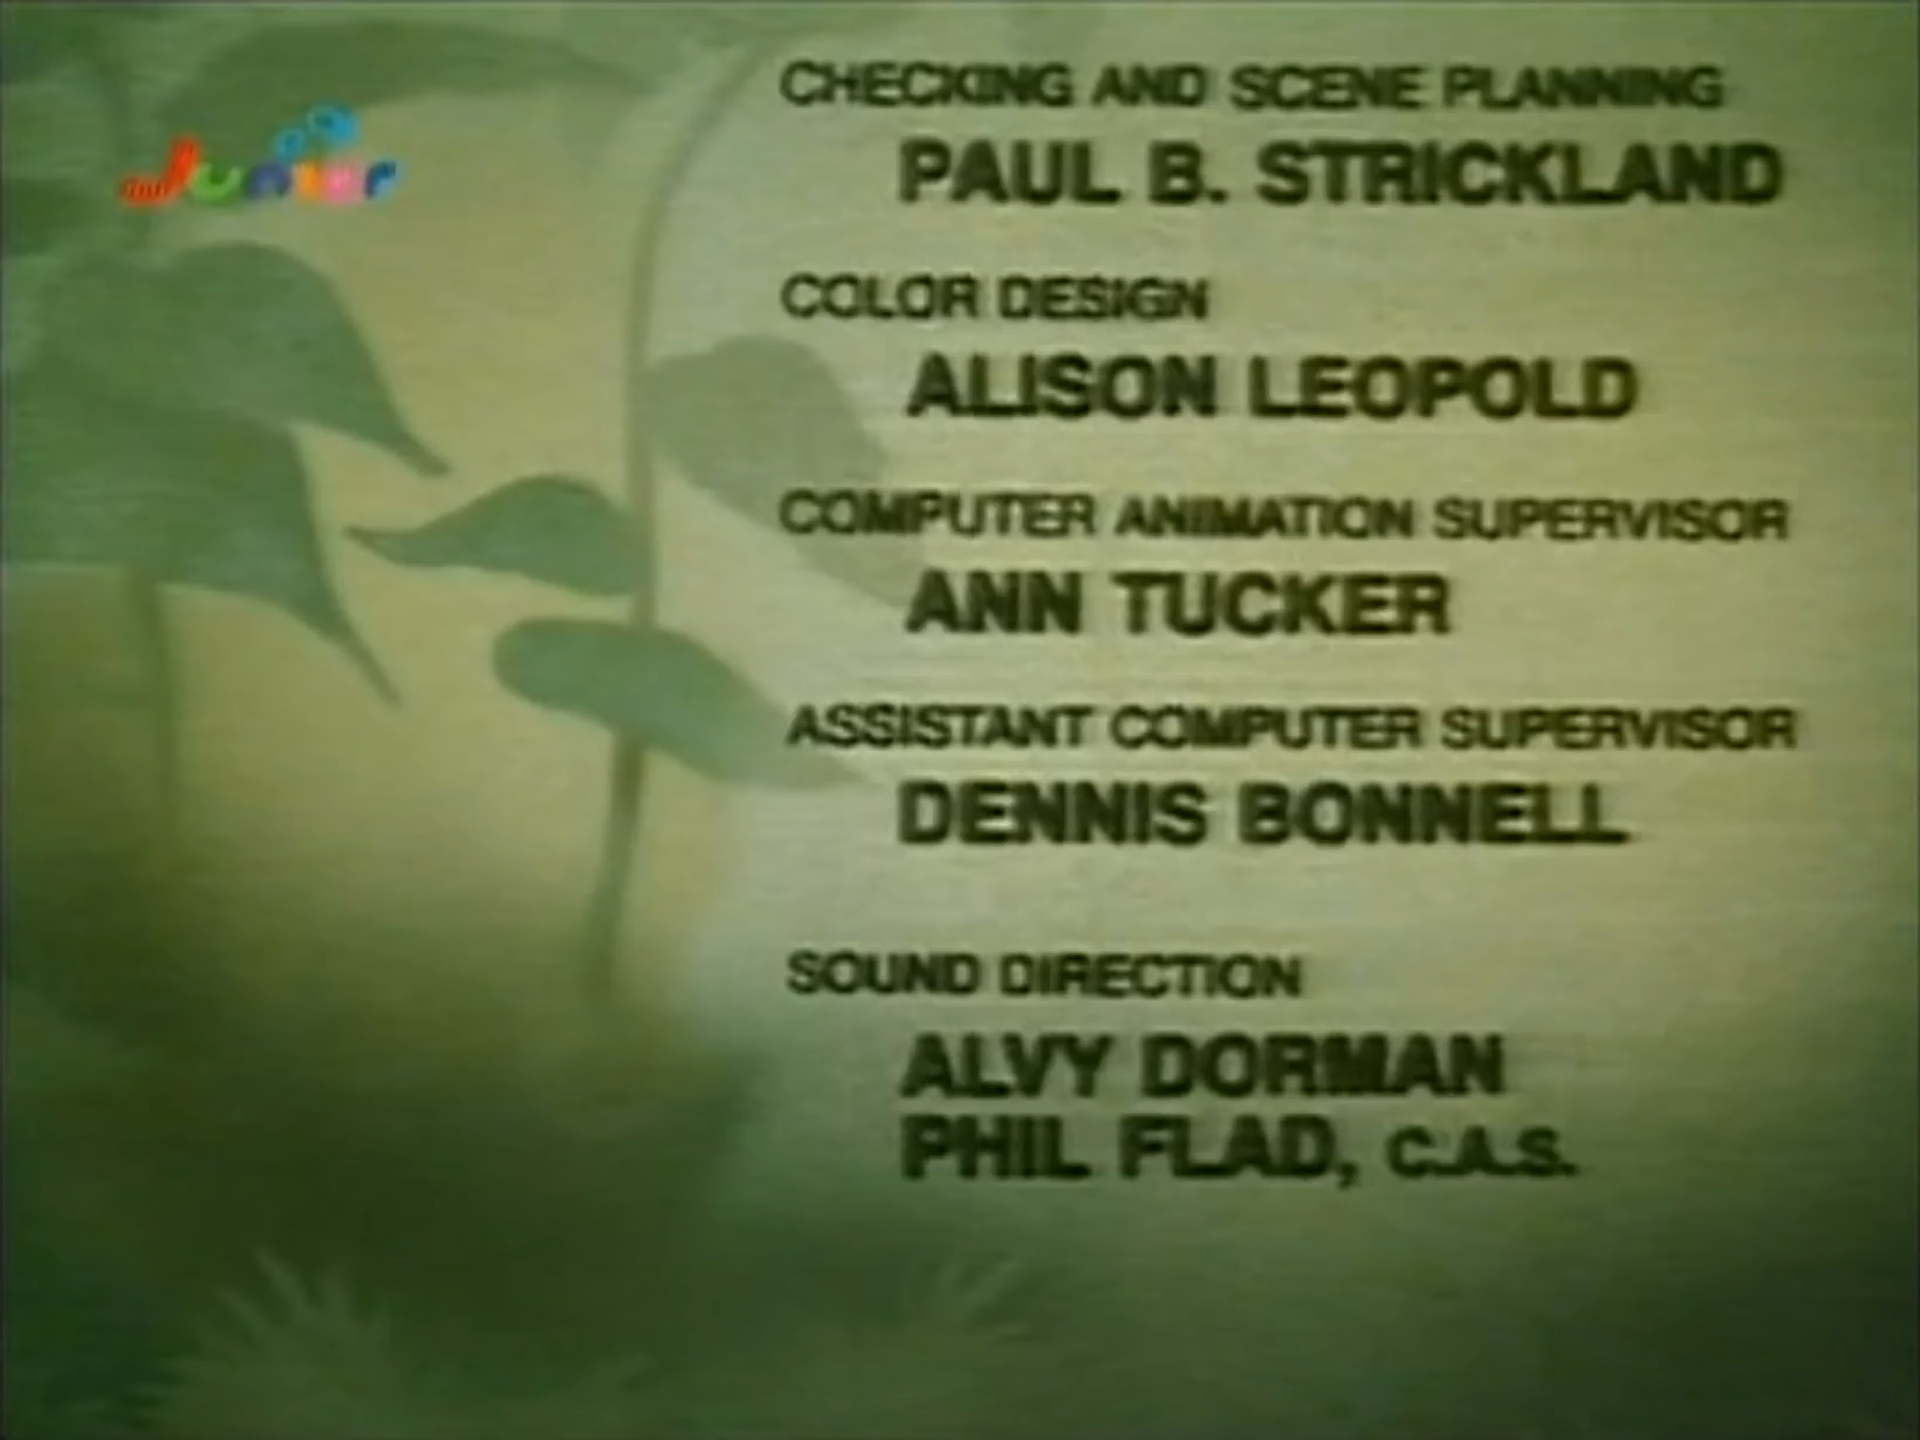 Junior
CHECKING AND SCENE PLANNING
PAUL B. STRICKLAND
COLOR DESIGN
ALISON LEOPOLD
COMPUTER ANIMATION SUPERVISOR
ANN TUCKER
ASSISTANT COMPUTER SUPERVISOR
DENNIS BONNELL
SOUND DIRECTION
ALVY DORMAN
PHIL FLAD, C.A.S.